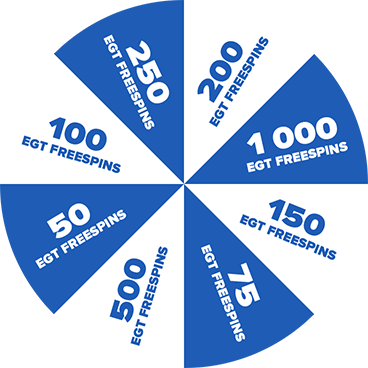 250
EGT FREESPINS
200
EGT FREESPINS
1 000
EGT FREESPINS
150
EGT FREESPINS
75
EGT FREESPINS
500
EGT FREESPINS
50
EGT FREESPINS
100
EGT FREESPINS